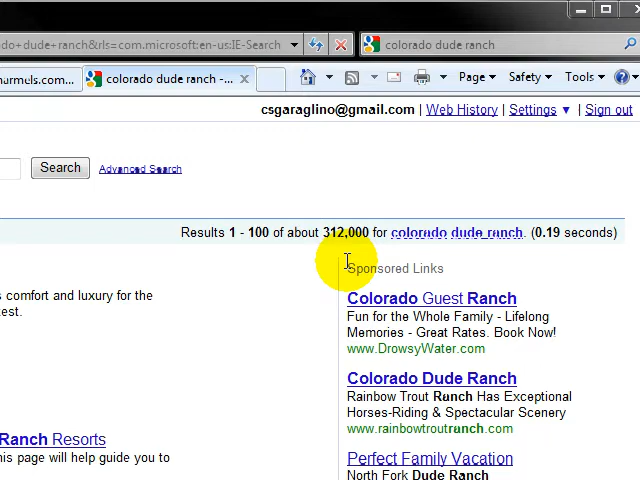 o+dude+ranch&rls=com.microsoft:en-us:IE-Search
colorado dude ranch
nurmels.com...
colorado dude ranch -...
Page
Safety
Tools
csgaraglino@gmail.com | Web History | Settings ▼ | Sign out
Search
Advanced Search
Results 1 - 100 of about 312,000 for colorado dude ranch. (0.19 seconds)
Sponsored Links
s comfort and luxury for the
est.
Colorado Guest Ranch
Fun for the Whole Family - Lifelong
Memories - Great Rates. Book Now!
www.DrowsyWater.com
Colorado Dude Ranch
Rainbow Trout Ranch Has Exceptional
Horses-Riding & Spectacular Scenery
www.rainbowtroutranch.com
Ranch Resorts
his page will help guide you to
Perfect Family Vacation
North Fork Dude Ranch